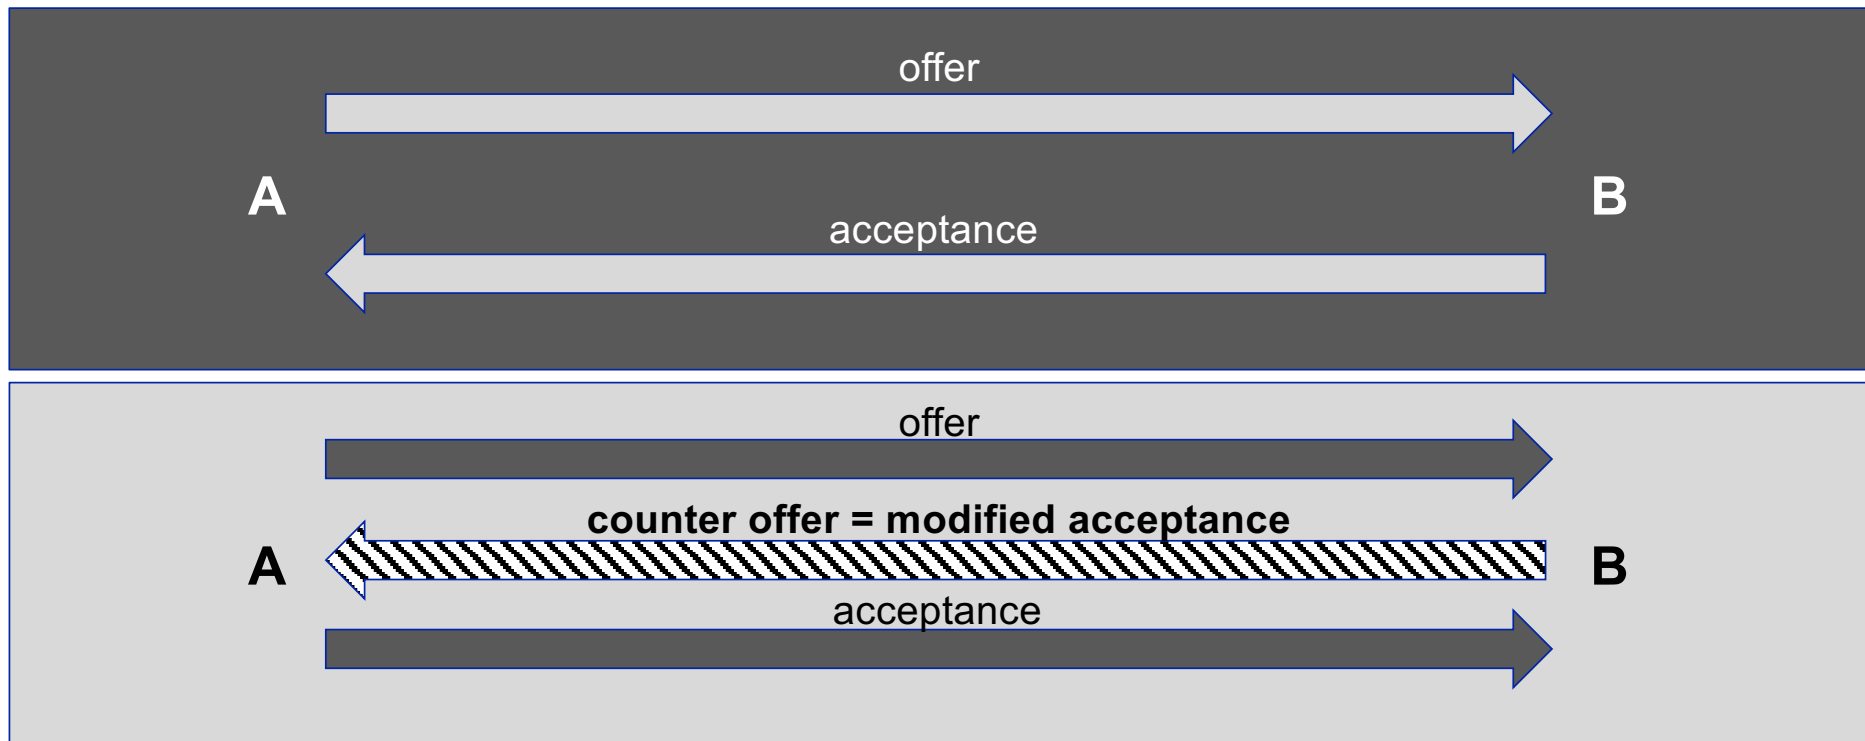 offer
A
B
acceptance
offer
counter offer = modified acceptance
A
B
acceptance